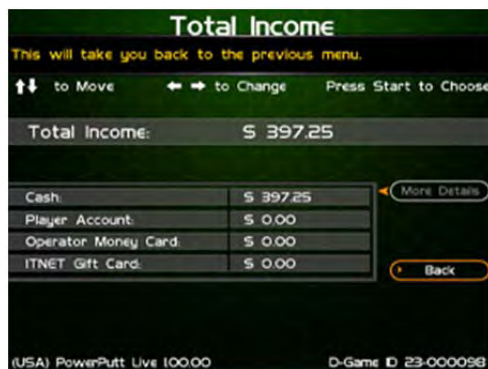 Total Income
This will take you back to the previous menu.
to Move to Change Press Start to Choose
Total Income: $ 397.25
Cash: $ 397.25
More Details
Player Account: $ 0.00
Operator Money Card: $ 0.00
ITNET Gift Card: $ 0.00
Back
(USA) PowerPutt Live 1.00.00 D-Game ID 23-000098